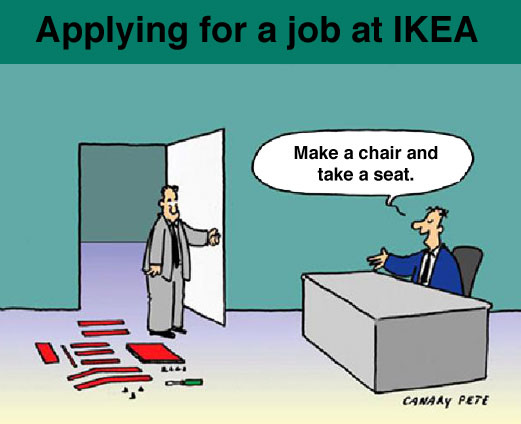 Applying for a job at IKEA
Make a chair and
take a seat.
CANARY PETE